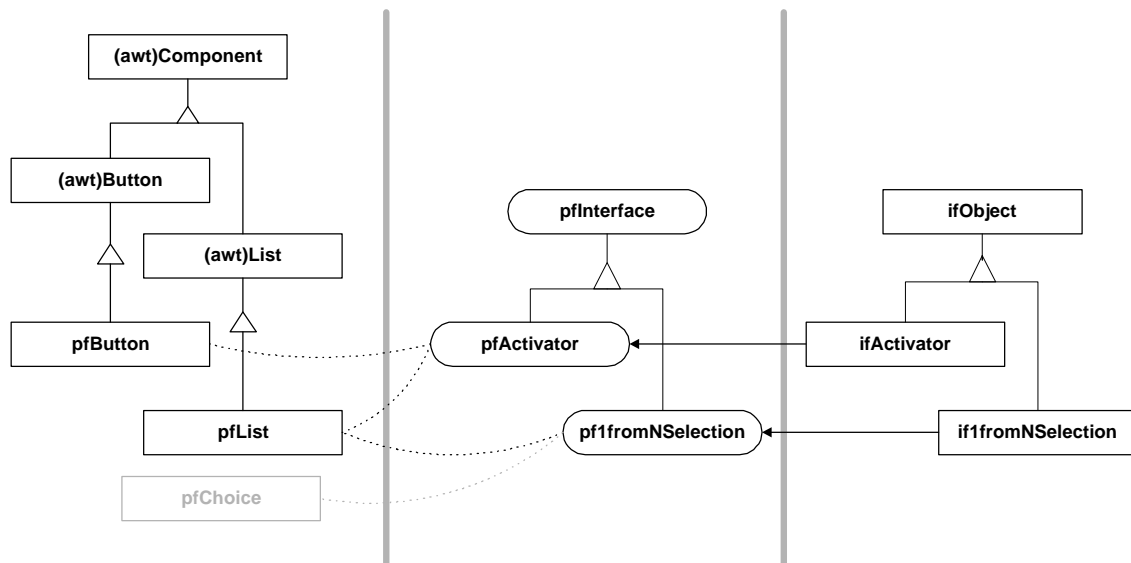 (awt)Component
(awt)Button
pfInterface
ifObject
(awt)List
pfButton
pfActivator
ifActivator
pfList
pf1fromNSelection
if1fromNSelection
pfChoice